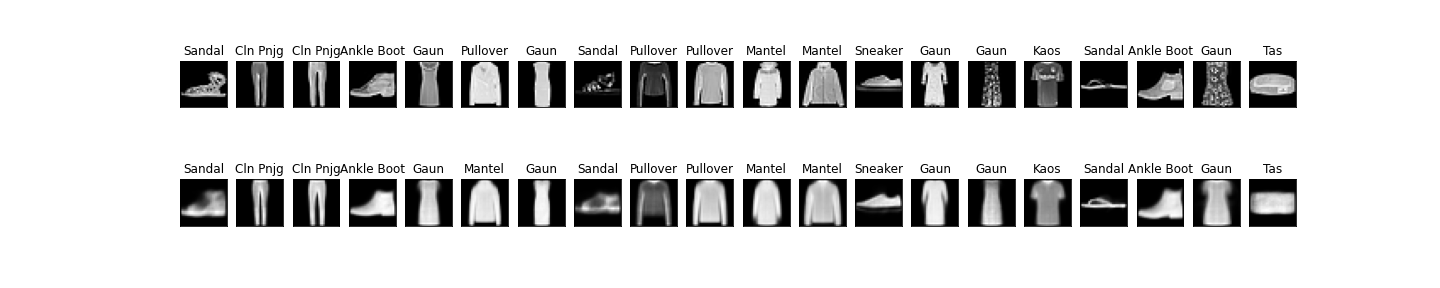 Sandal Cln Pnjg Cln Pnjg Ankle Boot Gaun Pullover Gaun Sandal Pullover Pullover Mantel Mantel Sneaker Gaun Gaun Kaos Sandal Ankle Boot Gaun Tas
Sandal Cln Pnjg Cln Pnjg Ankle Boot Gaun Mantel Gaun Sandal Pullover Pullover Mantel Mantel Sneaker Gaun Gaun Kaos Sandal Ankle Boot Gaun Tas